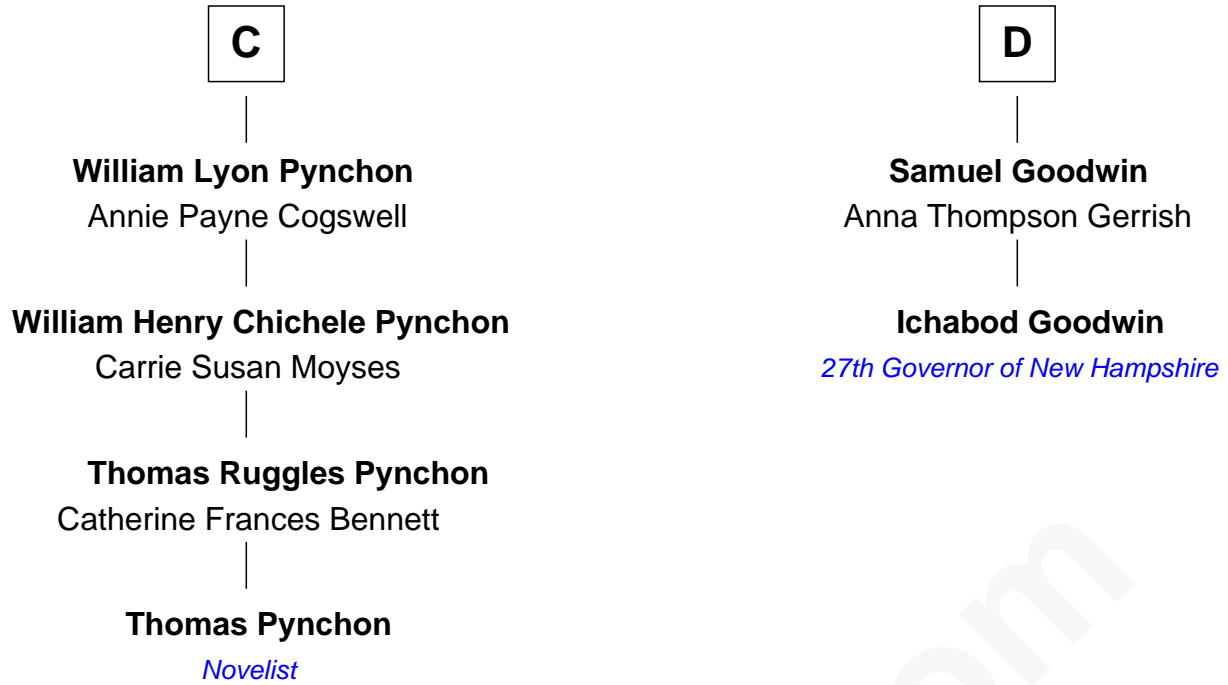 C
William Lyon Pynchon
Annie Payne Cogswell
William Henry Chichele Pynchon
Carrie Susan Moyses
Thomas Ruggles Pynchon
Catherine Frances Bennett
Thomas Pynchon
Novelist
D
Samuel Goodwin
Anna Thompson Gerrish
Ichabod Goodwin
27th Governor of New Hampshire
om